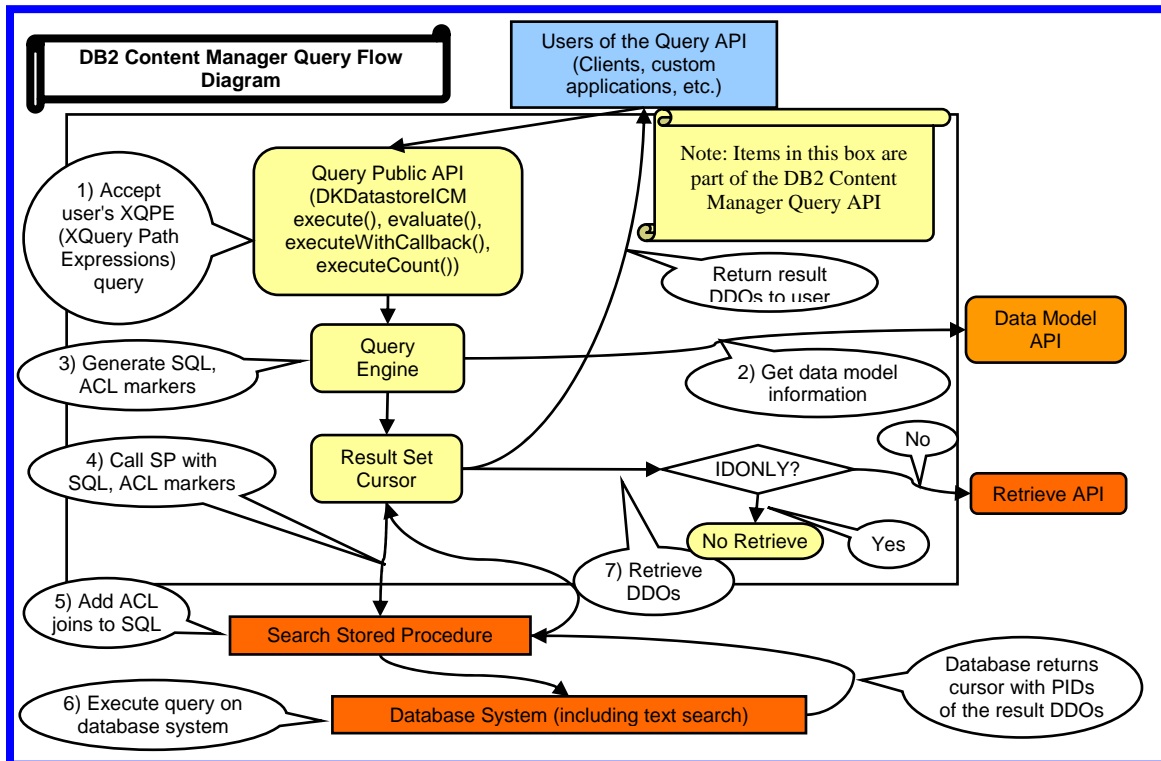 DB2 Content Manager Query Flow
Diagram
Users of the Query API
(Clients, custom
applications, etc.)
Note: Items in this box are
part of the DB2 Content
Manager Query API
1) Accept
user's XQPE
(XQuery Path
Expressions)
query
Query Public API
(DKDatastoreICM
execute(), evaluate(),
executeWithCallback(),
executeCount())
Return result
DDOs to user
Data Model
API
3) Generate SQL,
ACL markers
Query
Engine
2) Get data model
information
4) Call SP with
SQL, ACL markers
Result Set
Cursor
IDONLY?
No
Retrieve API
No Retrieve
Yes
7) Retrieve
DDOs
5) Add ACL
joins to SQL
Search Stored Procedure
Database returns
cursor with PIDs
of the result DDOs
6) Execute query on
database system
Database System (including text search)